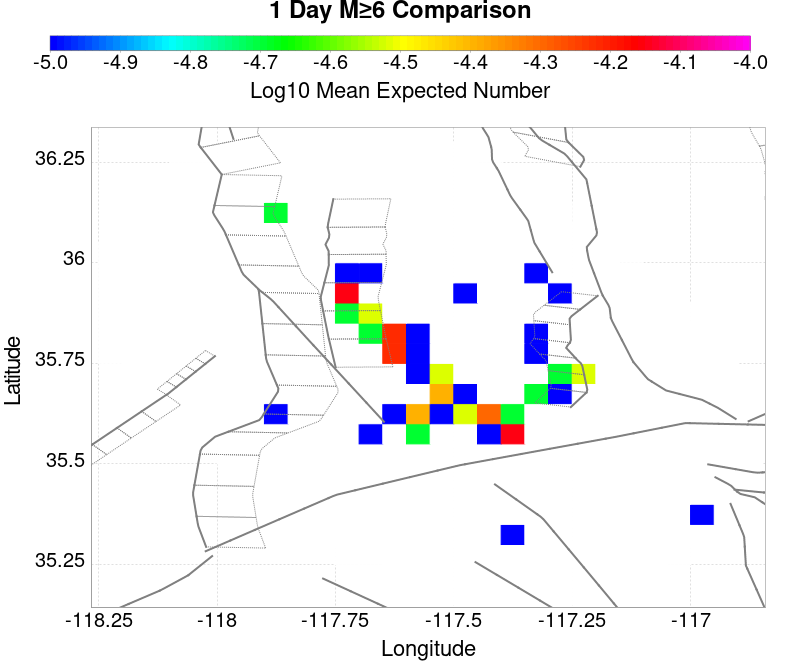 1 Day M≥6 Comparison
-5.0 -4.9 -4.8 -4.7 -4.6 -4.5 -4.4 -4.3 -4.2 -4.1 -4.0
Log10 Mean Expected Number
36.25
36
35.75
35.5
35.25
Latitude
-118.25 -118 -117.75 -117.5 -117.25 -117
Longitude